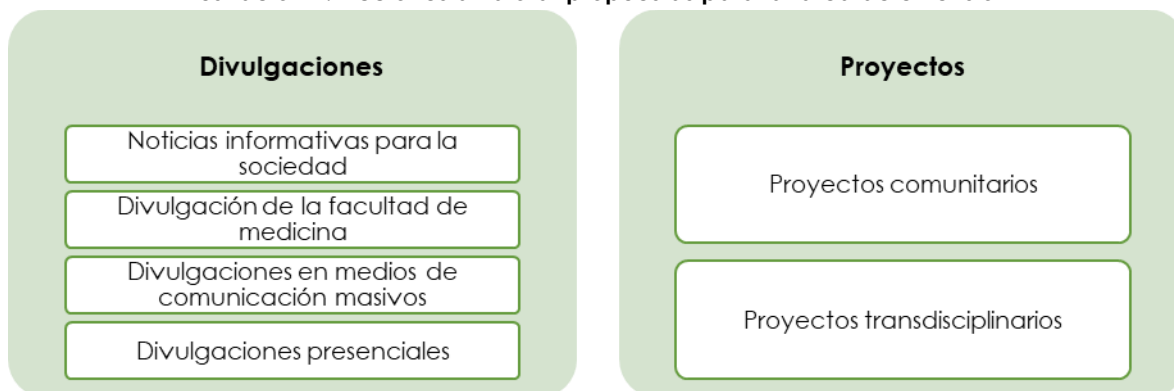 Divulgaciones
Noticias informativas para la
sociedad
Divulgación de la facultad de
medicina
Divulgaciones en medios de
comunicación masivos
Divulgaciones presenciales
Proyectos
Proyectos comunitarios
Proyectos transdisciplinarios